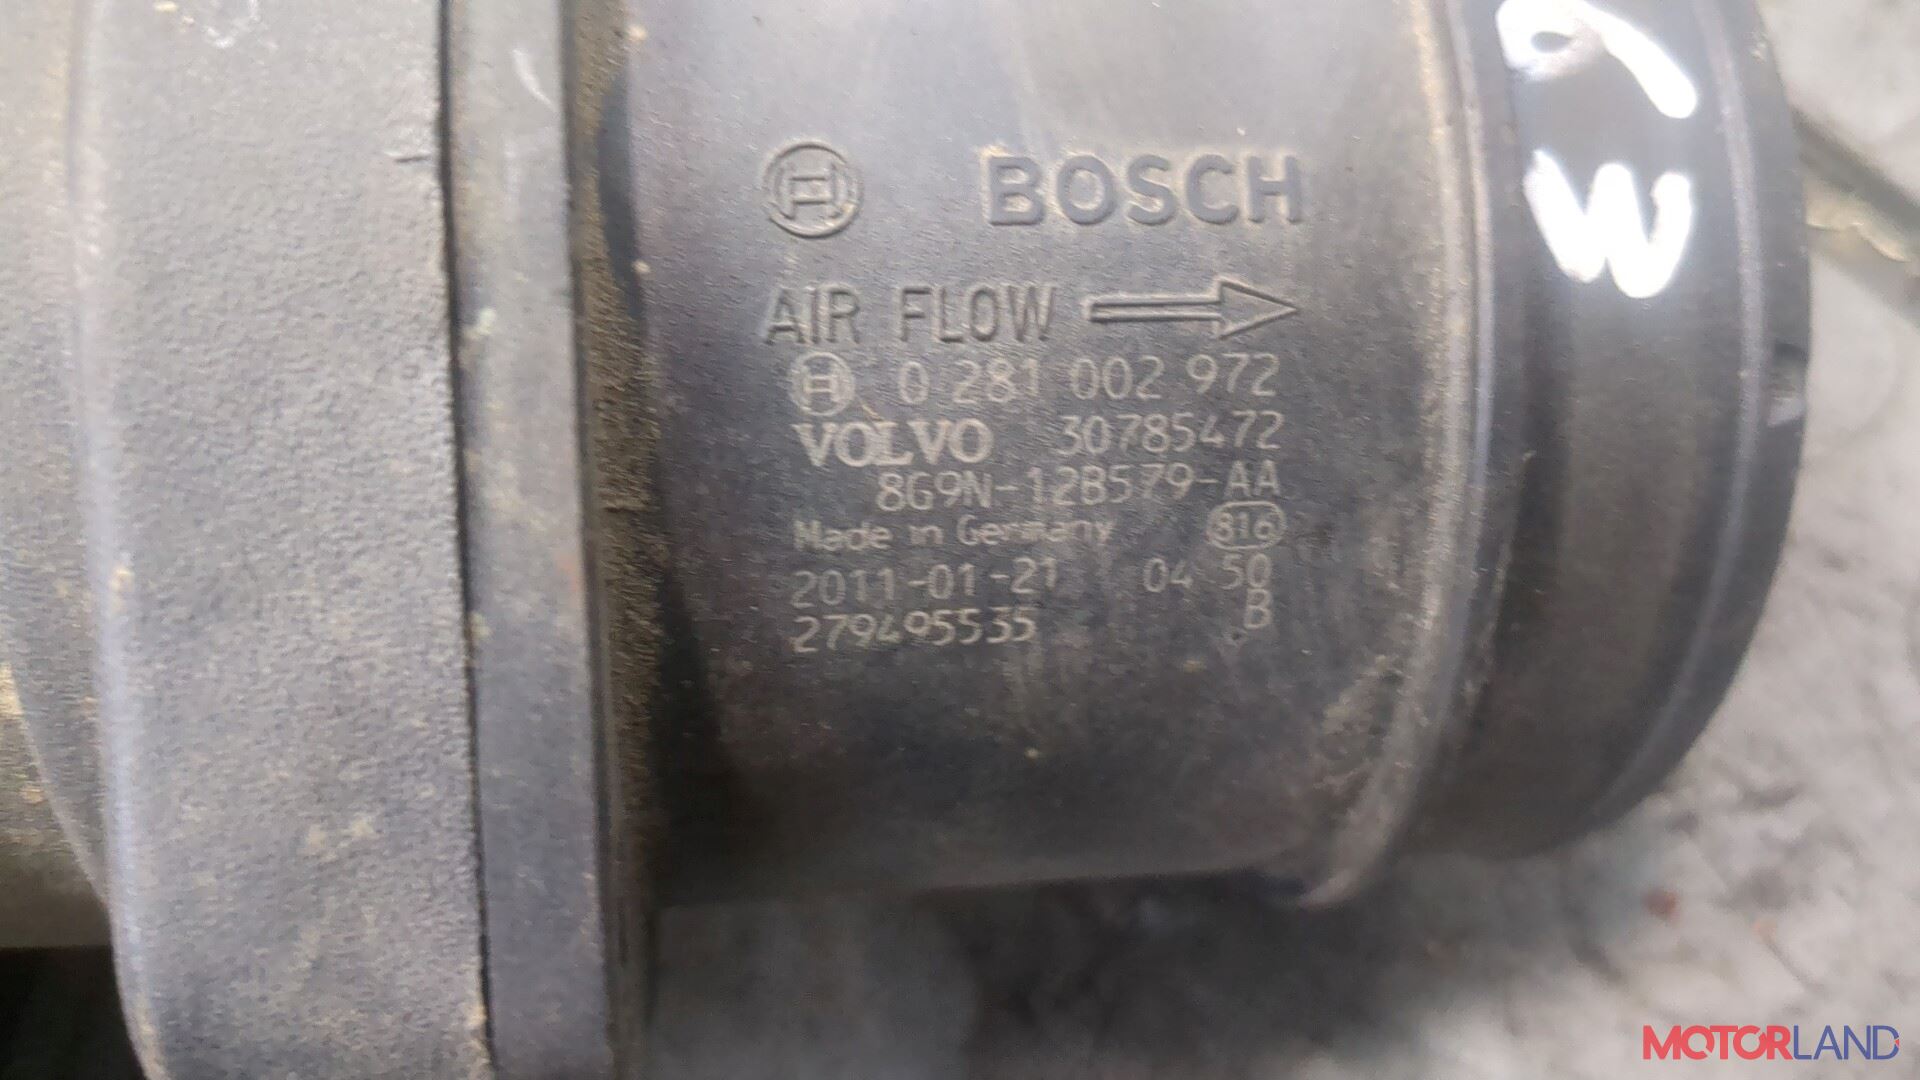 BOSCH
AIR FLOW
0 281 002 972
VOLVO 30785472
8G9N-12B579-AA
Made in Germany 816
2011-01-21 04 50
279495535 B
MOTORLAND